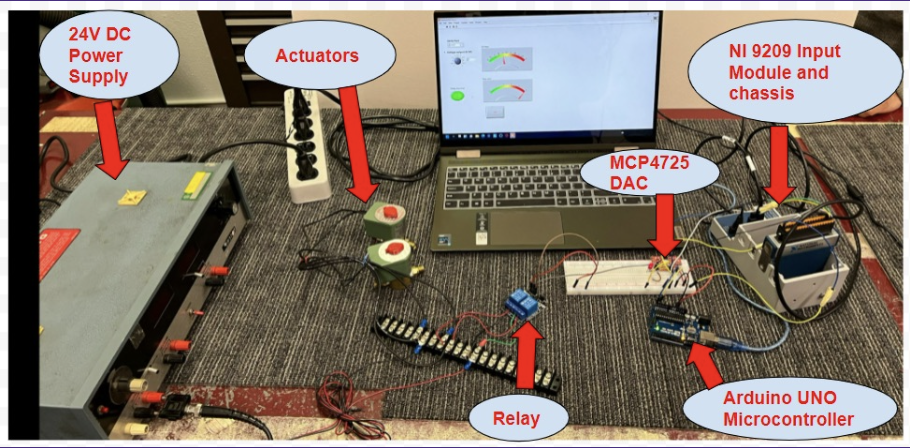 24V DC
Power
Supply
Actuators
NI 9209 Input
Module and
chassis
MCP4725
DAC
Relay
Arduino UNO
Microcontroller